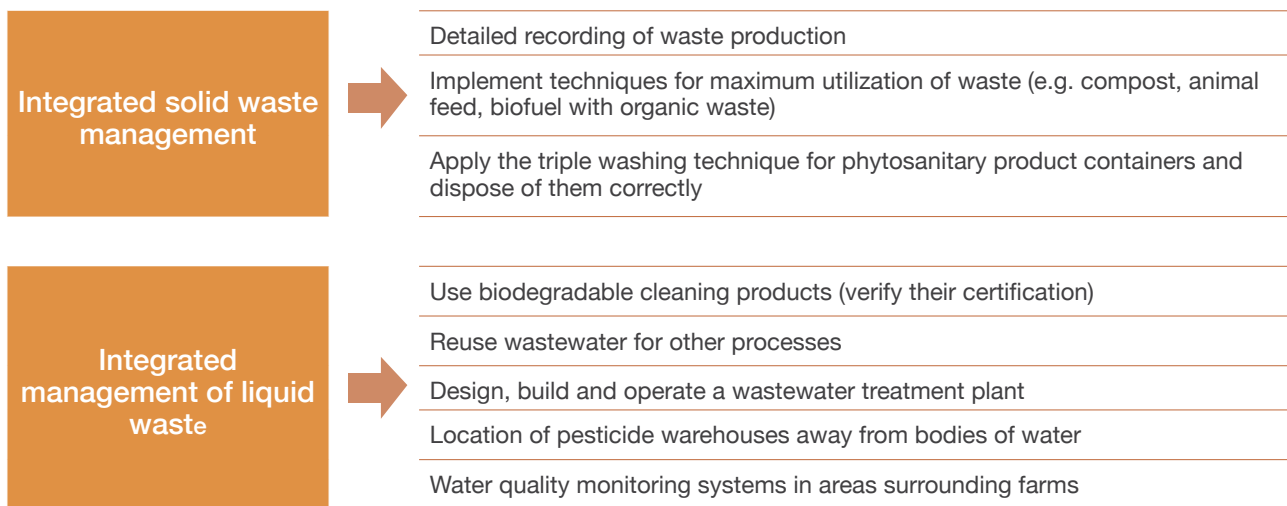 Integrated solid waste
management
Detailed recording of waste production
Implement techniques for maximum utilization of waste (e.g. compost, animal
feed, biofuel with organic waste)
Apply the triple washing technique for phytosanitary product containers and
dispose of them correctly
Integrated
management of liquid
waste
Use biodegradable cleaning products (verify their certification)
Reuse wastewater for other processes
Design, build and operate a wastewater treatment plant
Location of pesticide warehouses away from bodies of water
Water quality monitoring systems in areas surrounding farms